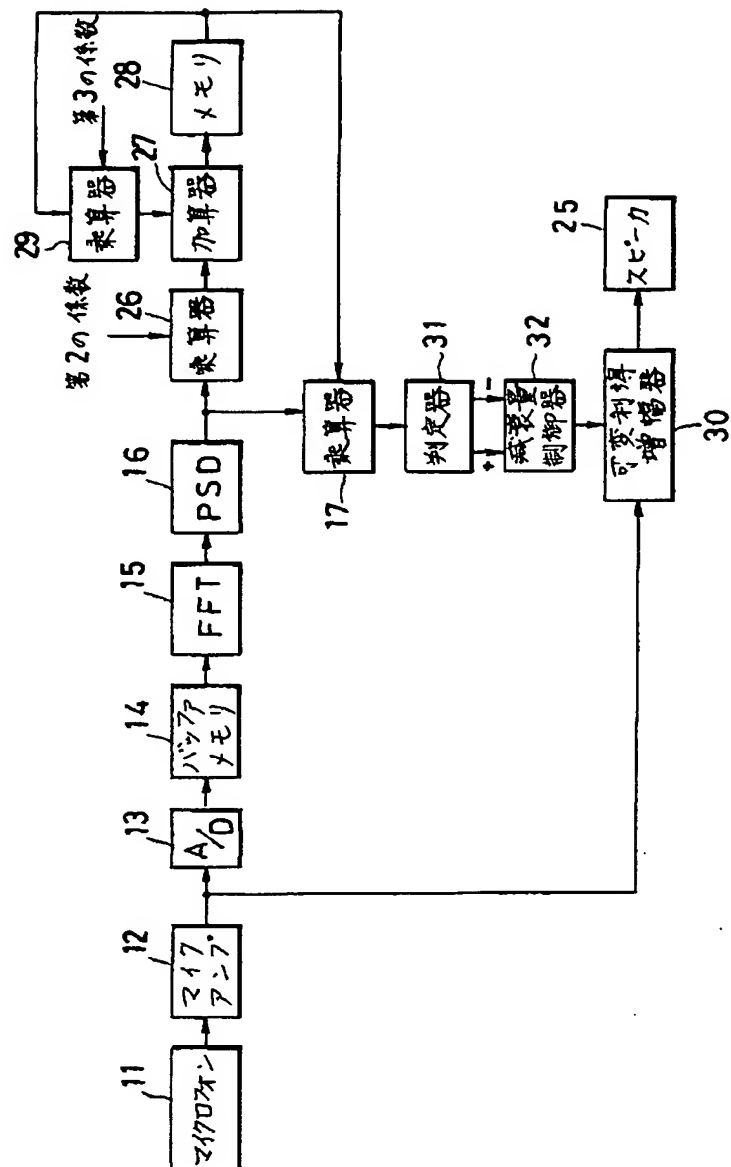 11
マイクロフォン
12
マイク
アンプ
13
A/D
14
バッファ
メモリ
15
FFT
16
PSD
第2の係数
26
乗算器
29
乗算器
第3の係数
27
加算器
28
メモリ
17
乗算器
31
判定器
+
-
32
減衰量
制御器
可変利得
増幅器
30
25
スピーカ